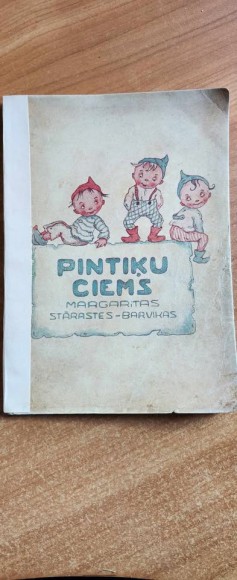 PINTIĶU
CIEMS
MARGARITAS
STĀRASTES-BARVIKAS